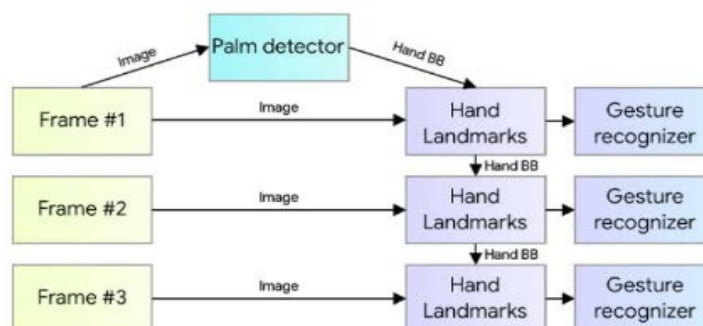 Palm detector
Image
Hand BB
Frame #1
Image
Hand
Landmarks
Gesture
recognizer
Hand BB
Frame #2
Image
Hand
Landmarks
Gesture
recognizer
Hand BB
Frame #3
Image
Hand
Landmarks
Gesture
recognizer